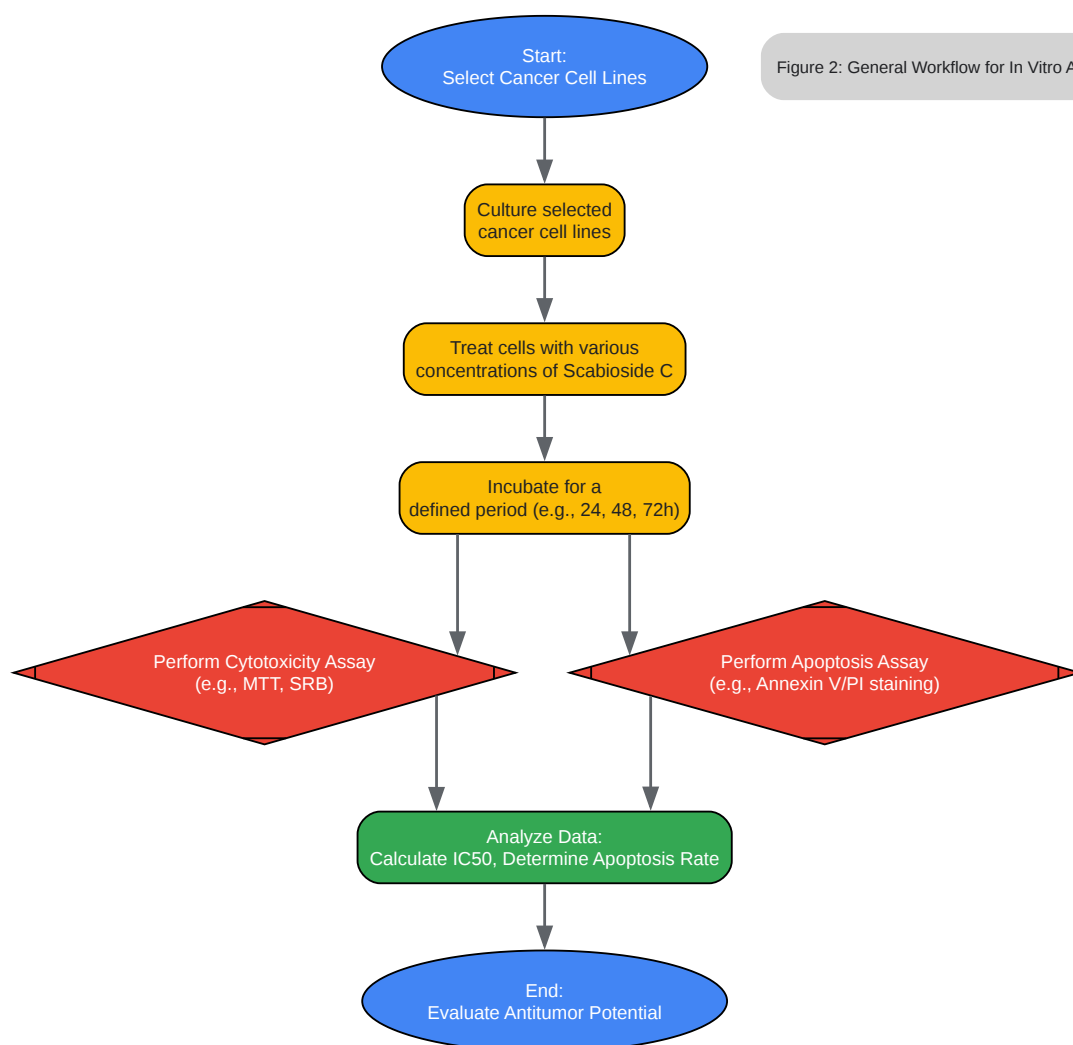 Start:
Select Cancer Cell Lines
Figure 2: General Workflow for In Vitro A
Culture selected
cancer cell lines
Treat cells with various
concentrations of Scabioside C
Incubate for a
defined period (e.g., 24, 48, 72h)
Perform Cytotoxicity Assay
(e.g., MTT, SRB)
Perform Apoptosis Assay
(e.g., Annexin V/PI staining)
Analyze Data:
Calculate IC50, Determine Apoptosis Rate
End:
Evaluate Antitumor Potential